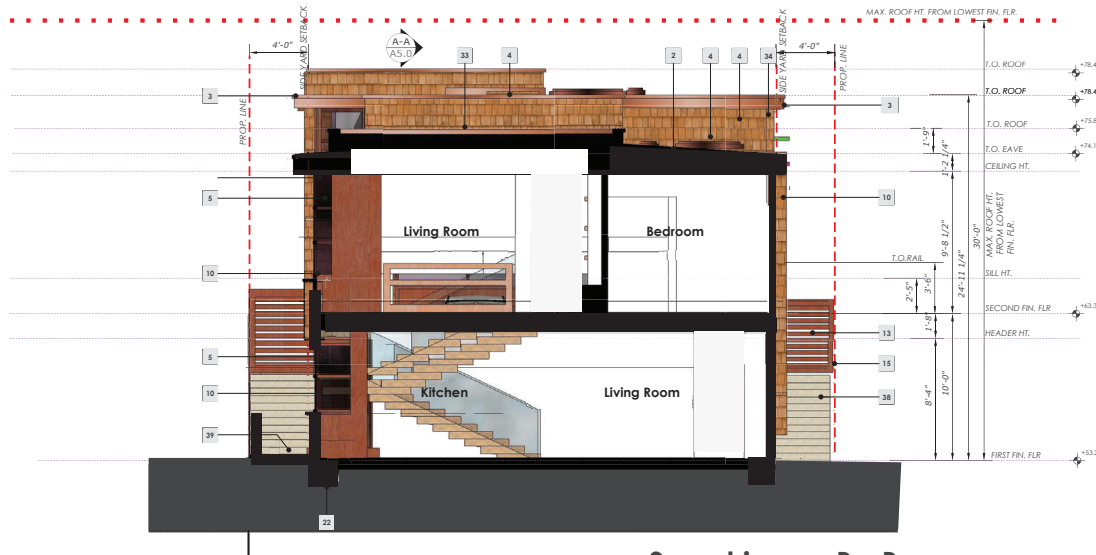 MAX. ROOF HT. FROM LOWEST FIN. FLR.
4'-0"
SIDE YARD SETBACK
A-A
A5.0
33
4
2
4
4
34
SIDE YARD SETBACK
4'-0"
PROP. LINE
T.O. ROOF
+78.4
3
T.O. ROOF
+78.4
3
PROP. LINE
T.O. ROOF
+75.8
1'-9"
T.O. EAVE
+74.1
1'-2 1/4"
CEILING HT.
5
10
Living Room
Bedroom
9'-8 1/2"
MAX. ROOF HT.
FROM LOWEST
FIN. FLR.
30'-0"
24'-11 1/4"
T.O.RAIL
10
SILL HT.
2'-5"
3'-6"
SECOND FIN. FLR
+63.3
1'-8"
13
HEADER HT.
5
15
10
Kitchen
Living Room
38
8'-4"
10'-0"
39
FIRST FIN. FLR
+53.2
22